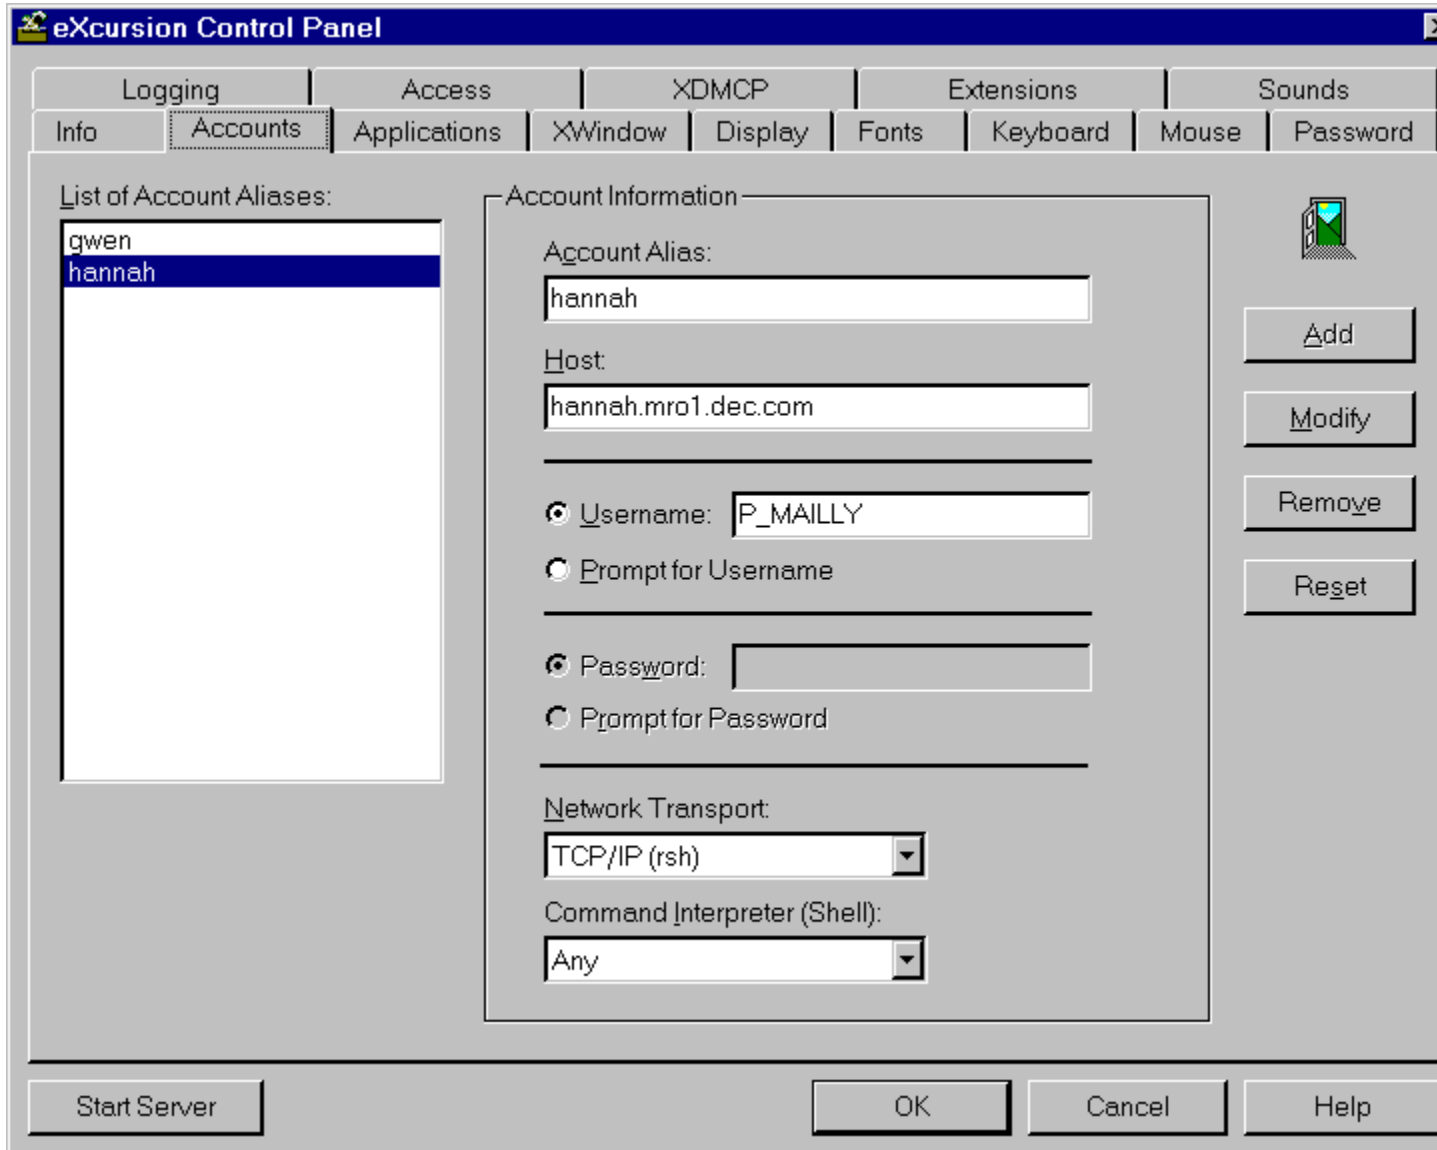 eXcursion Control Panel
Logging Access XDMCP Extensions Sounds
Info Accounts Applications XWindow Display Fonts Keyboard Mouse Password
List of Account Aliases:
gwen
hannah
Account Information
Account Alias:
hannah
Host:
hannah.mro1.dec.com
Username: P_MAILLY
Prompt for Username
Password:
Prompt for Password
Network Transport:
TCP/IP (rsh)
Command Interpreter (Shell):
Any
Add
Modify
Remove
Reset
Start Server OK Cancel Help